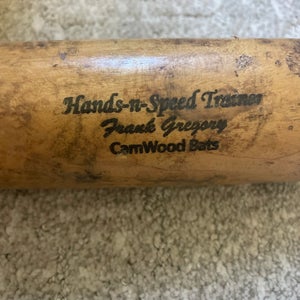 Hands-n-Speed Trainer
Frank Gregory
CamWood Bats